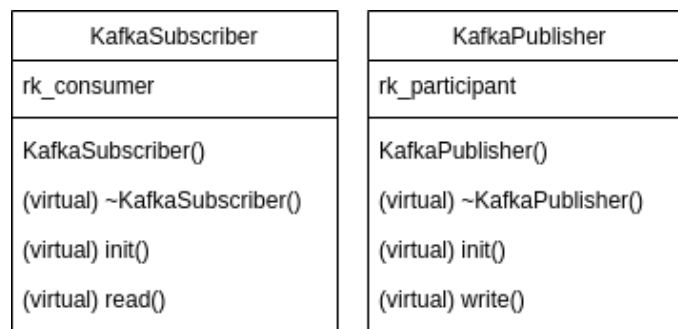 KafkaSubscriber
rk_consumer
KafkaSubscriber()
(virtual) ~KafkaSubscriber()
(virtual) init()
(virtual) read()
KafkaPublisher
rk_participant
KafkaPublisher()
(virtual) ~KafkaPublisher()
(virtual) init()
(virtual) write()